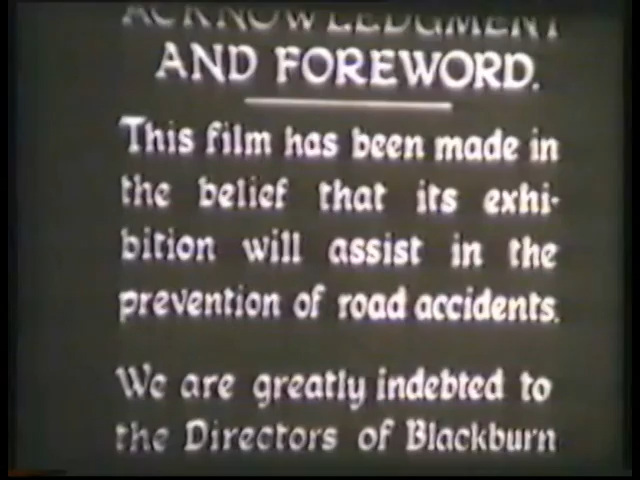 ACKNOWLEDGMENT
AND FOREWORD.
This film has been made in
the belief that its exhi-
bition will assist in the
prevention of road accidents.
We are greatly indebted to
the Directors of Blackburn